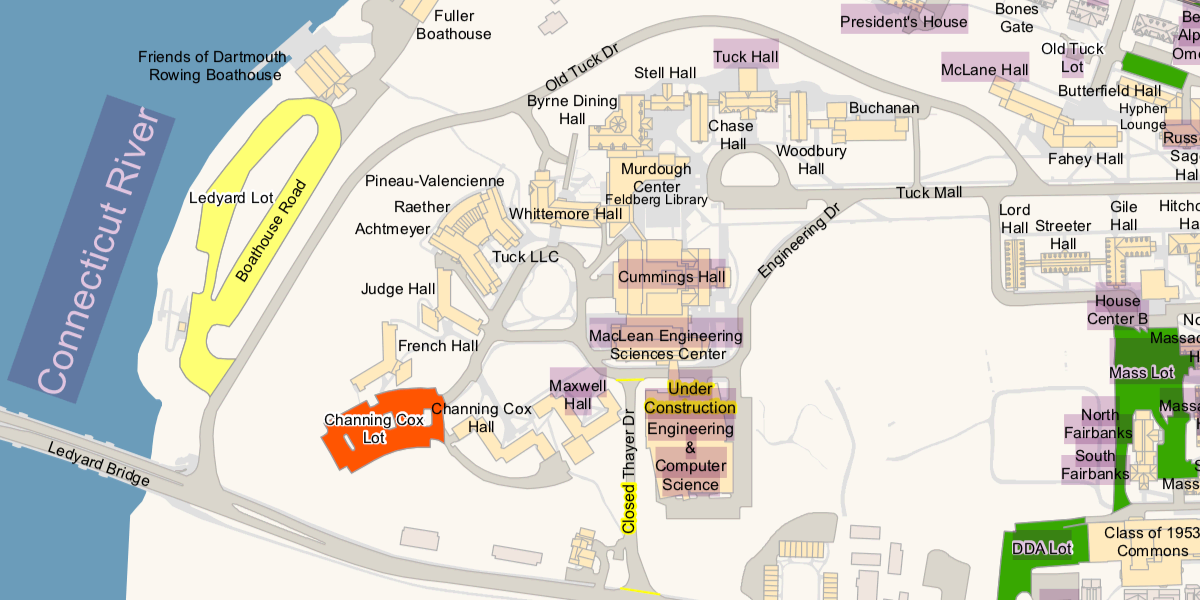 Fuller
Boathouse
President's House
Bones
Gate
Be
Alp
Omo
Friends of Dartmouth
Rowing Boathouse
Old Tuck Dr
Tuck Hall
Old Tuck
Lot
McLane Hall
Stell Hall
Butterfield Hall
Byrne Dining
Hall
Buchanan
Hyphen
Lounge
Chase
Hall
Russ
Woodbury
Hall
Fahey Hall
Sag
Hal
Connecticut River
Murdough
Center
Feldberg Library
Pineau-Valencienne
Raether
Achtmeyer
Whittemore Hall
Tuck Mall
Ledyard Lot
Boathouse Road
Engineering Dr
Lord
Hall
Streeter
Hall
Gile
Hall
Hitchc
Ha
Tuck LLC
Cummings Hall
Judge Hall
House
Center B
MacLean Engineering
Sciences Center
French Hall
No
Massac
Mass Lot
Maxwell
Hall
Under
Construction
Engineering
&
Computer
Science
Channing Cox
Lot
Channing Cox
Hall
Closed Thayer Dr
North
Fairbanks
South
Fairbanks
Massa
H
S
Mass
Ledyard Bridge
DDA Lot
Class of 1953
Commons